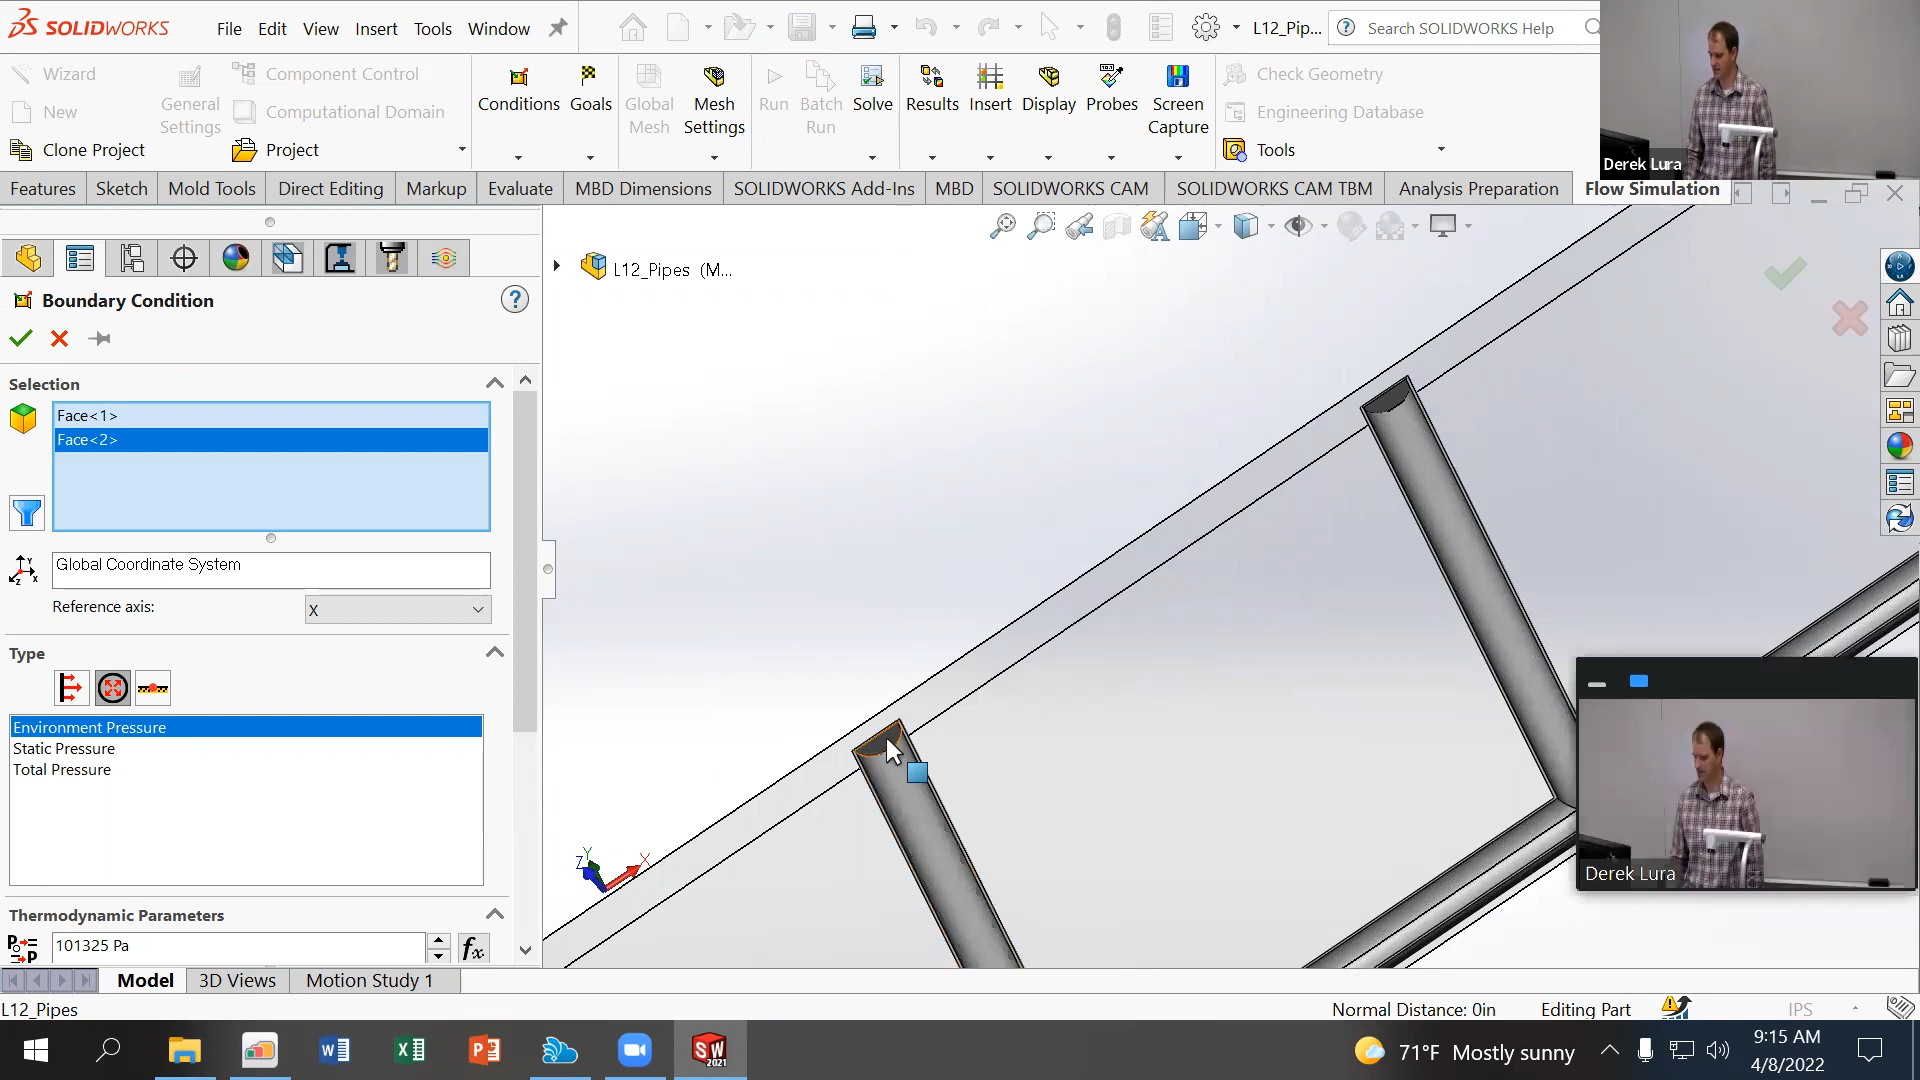 SOLIDWORKS
File Edit View Insert Tools Window
L12_Pip...
Search SOLIDWORKS Help
Wizard
New
Clone Project
General Settings
Component Control
Computational Domain
Project
Conditions
Goals
Global Mesh
Mesh Settings
Run
Batch Run
Solve
Results
Insert
Display
Probes
Screen Capture
Check Geometry
Engineering Database
Tools
Derek Lura
Features Sketch Mold Tools Direct Editing Markup Evaluate MBD Dimensions SOLIDWORKS Add-Ins MBD SOLIDWORKS CAM SOLIDWORKS CAM TBM Analysis Preparation Flow Simulation
L12_Pipes (M...
Boundary Condition
?
Selection
Face<1>
Face<2>
Global Coordinate System
Reference axis:
X
Type
Environment Pressure
Static Pressure
Total Pressure
Thermodynamic Parameters
101325 Pa
fx
Z Y X
Derek Lura
Model 3D Views Motion Study 1
L12_Pipes
Normal Distance: 0in
Editing Part
IPS
71°F Mostly sunny
9:15 AM
4/8/2022